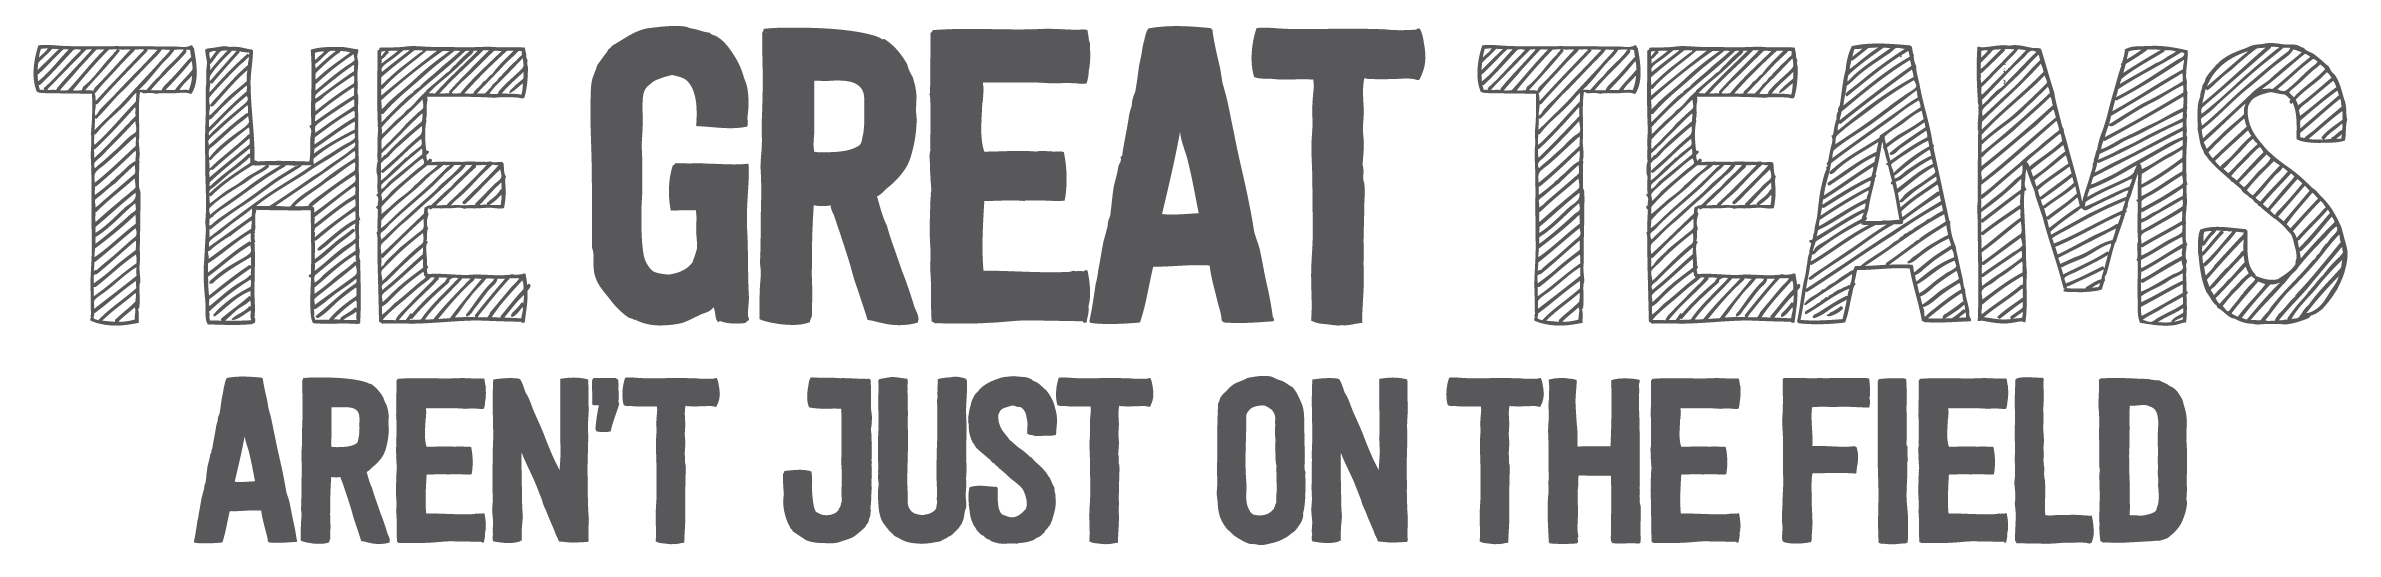 THE GREAT TEAMS
AREN'T JUST ON THE FIELD